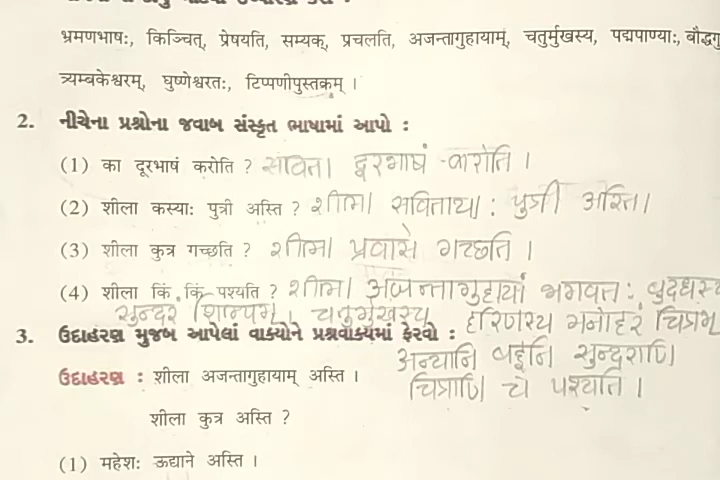 भ्रमणभाषः, किञ्चित्, प्रेषयति, सम्यक्, प्रचलति, अजन्तागुहायाम्, चतुर्मुखस्य, पद्मपाण्याः, बौद्धगु
त्र्यम्बकेश्वरम्, घुष्णेश्वरतः, टिप्पणीपुस्तकम् ।
2. નીચેના પ્રશ્નોના જવાબ સંસ્કૃત ભાષામાં આપો :
(1) का दूरभाषं करोति ? सविता दूरभाषं करोति ।
(2) शीला कस्याः पुत्री अस्ति ? शीला सवितायाः पुत्री अस्ति ।
(3) शीला कुत्र गच्छति ? शीला प्रवासे गच्छति ।
(4) शीला किं किं पश्यति ? शीला अजन्तागुहायां भगवतः बुद्धस्य
सुन्दर शिल्पम्। चतुर्मुखस्य हरिणस्य मनोहरं चित्रम्
3. ઉદાહરણ મુજબ આપેલાં વાક્યોને પ્રશ્નવાક્યમાં ફેરવો :
अन्यानि बहूनि सुन्दराणि
ઉદાહરણ : शीला अजन्तागुहायाम् अस्ति ।
चित्राणि च पश्यति ।
शीला कुत्र अस्ति ?
(1) महेशः ऊद्याने अस्ति ।